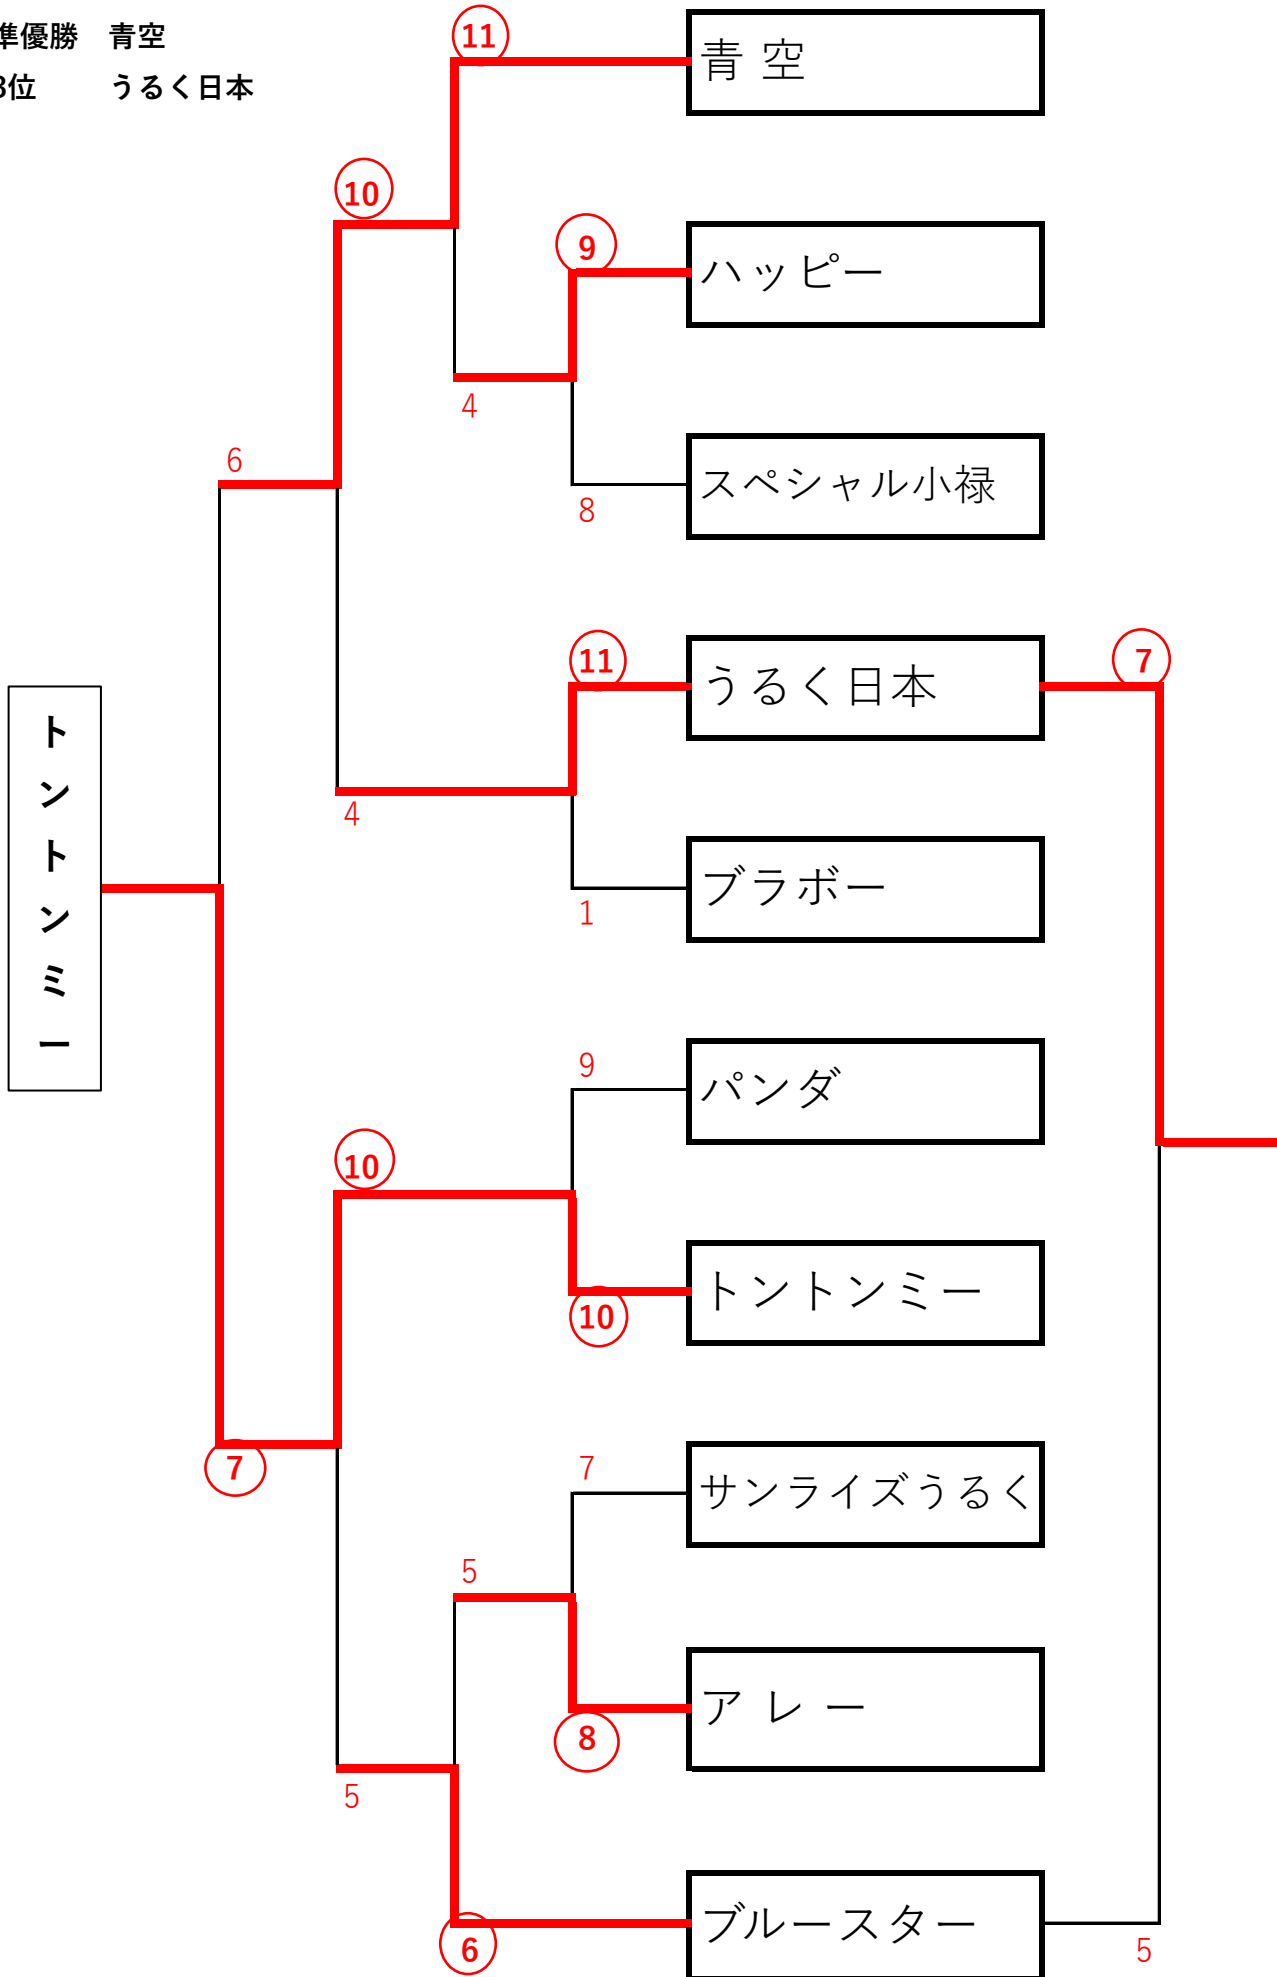 準優勝　青空
3位　うるく日本
11
青 空
10
9
ハッピー
4
6
スペシャル小禄
8
11
うるく日本
7
トントンミー
4
ブラボー
1
9
パンダ
10
トントンミー
10
7
7
サンライズうるく
5
アレー
8
5
ブルースター
6
5